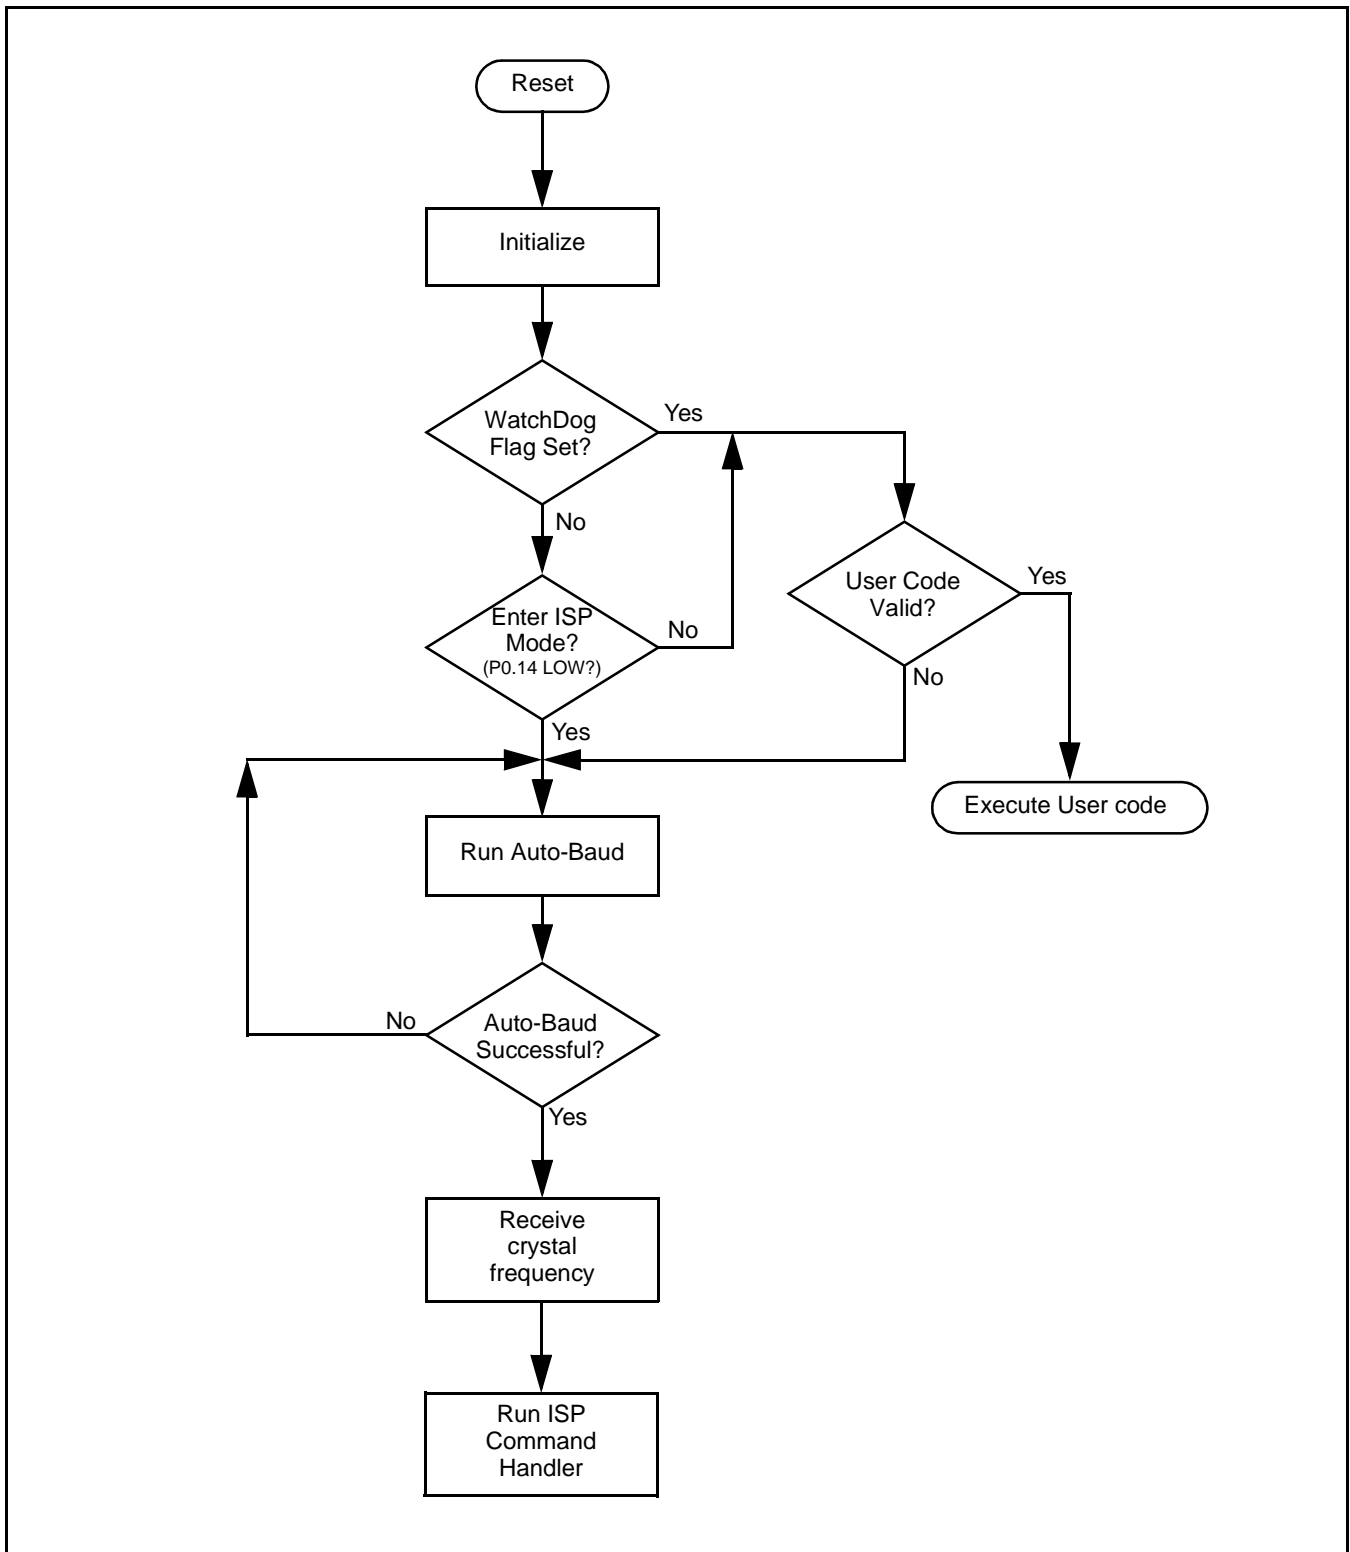 Reset
Initialize
WatchDog
Flag Set?
Yes
No
Enter ISP
Mode?
(P0.14 LOW?)
No
Yes
User Code
Valid?
Yes
No
Execute User code
Run Auto-Baud
Auto-Baud
Successful?
No
Yes
Receive
crystal
frequency
Run ISP
Command
Handler